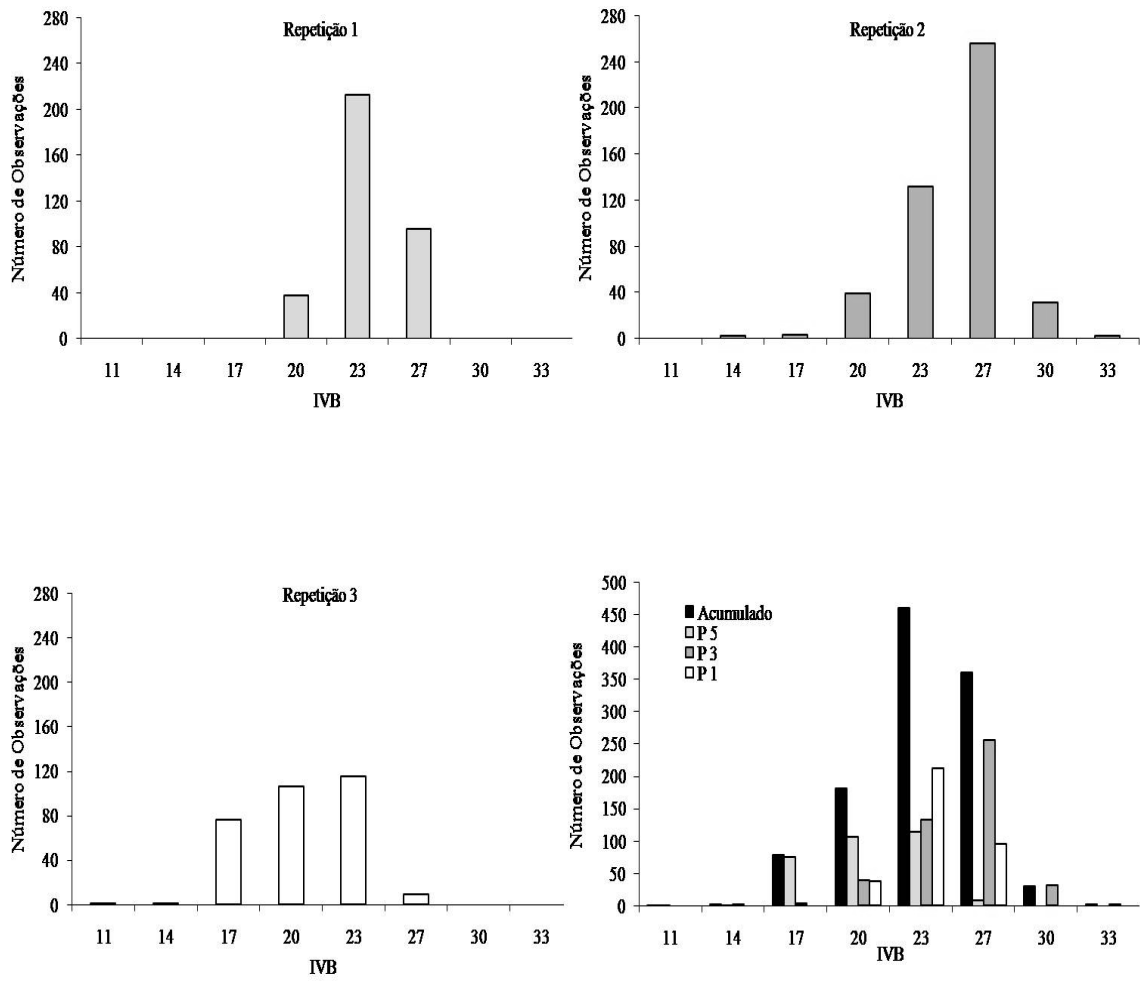 Repetição 1
Número de Observações
280
240
200
160
120
80
40
0
11 14 17 20 23 27 30 33
IVB
Repetição 2
Número de Observações
280
240
200
160
120
80
40
0
11 14 17 20 23 27 30 33
IVB
Repetição 3
Número de Observações
280
240
200
160
120
80
40
0
11 14 17 20 23 27 30 33
IVB
Número de Observações
500
450
400
350
300
250
200
150
100
50
0
Acumulado
P 5
P 3
P 1
11 14 17 20 23 27 30 33
IVB